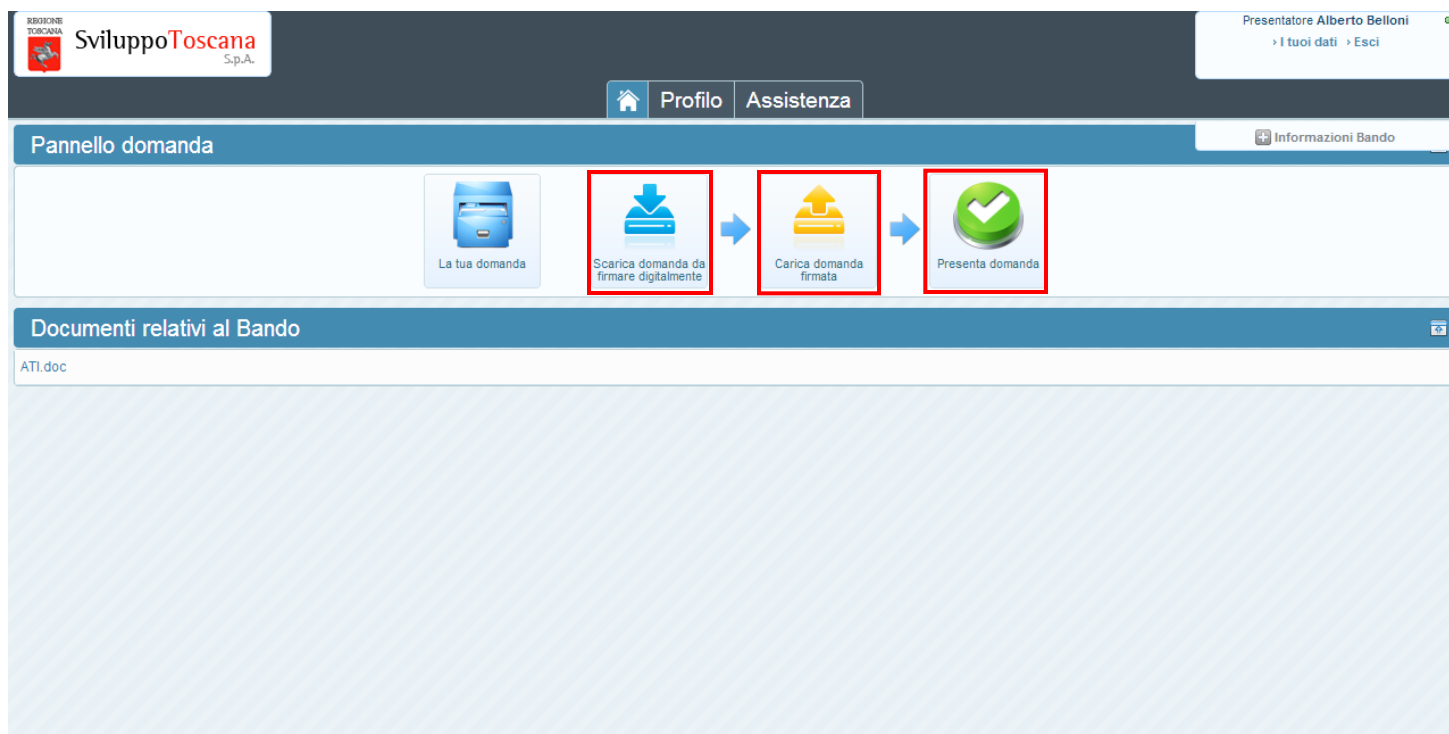 REGIONE
TOSCANA
SviluppoToscana
S.p.A.
Presentatore Alberto Belloni
› I tuoi dati › Esci
Profilo
Assistenza
Pannello domanda
Informazioni Bando
La tua domanda
Scarica domanda da
firmare digitalmente
Carica domanda
firmata
Presenta domanda
Documenti relativi al Bando
ATI.doc